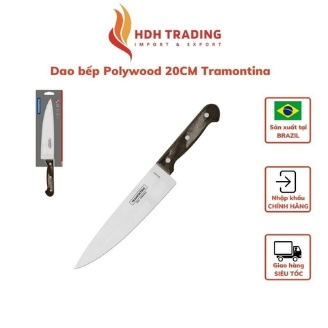 HDH TRADING
IMPORT & EXPORT
Dao bếp Polywood 20CM Tramontina
Sản xuất tại
BRAZIL
Nhập khẩu
CHÍNH HÃNG
TRAMONTINA
Giao hàng
SIÊU TỐC